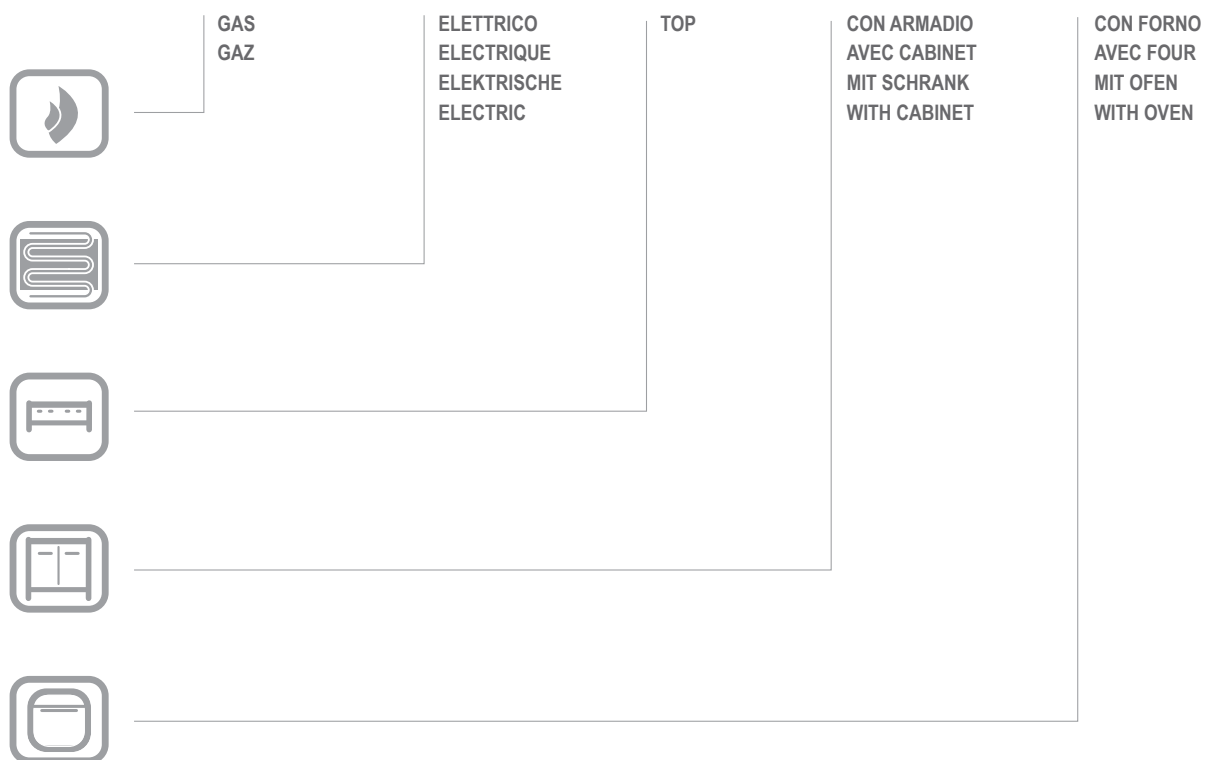 GAS
GAZ
ELETTRICO
ELECTRIQUE
ELEKTRISCHE
ELECTRIC
TOP
CON ARMADIO
AVEC CABINET
MIT SCHRANK
WITH CABINET
CON FORNO
AVEC FOUR
MIT OFEN
WITH OVEN